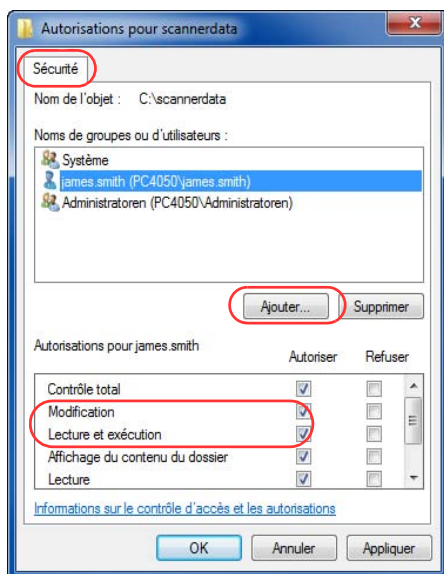 Autorisations pour scannerdata
Sécurité
Nom de l'objet : C:\scannerdata
Noms de groupes ou d'utilisateurs :
Système
james.smith (PC4050\james.smith)
Administratoren (PC4050\Administratoren)
Ajouter... Supprimer
Autorisations pour james.smith Autoriser Refuser
Contrôle total
Modification
Lecture et exécution
Affichage du contenu du dossier
Lecture
Informations sur le contrôle d'accès et les autorisations
OK Annuler Appliquer